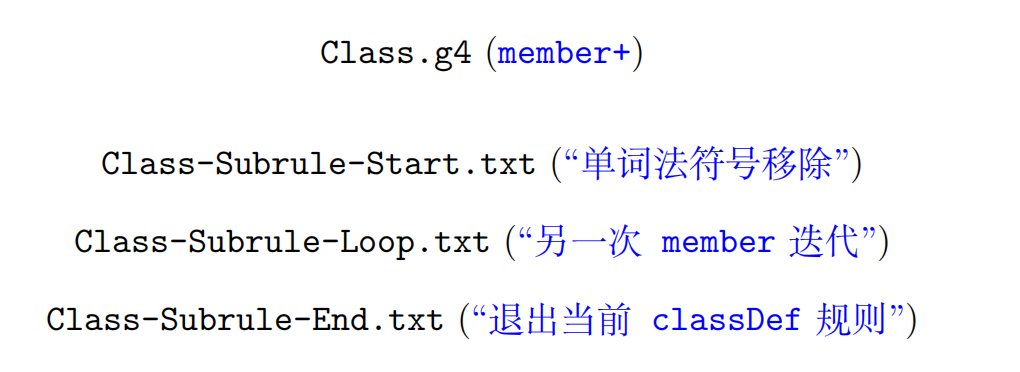 Class.g4 (member+)
Class-Subrule-Start.txt (“单词法符号移除”)
Class-Subrule-Loop.txt (“另一次 member 迭代”)
Class-Subrule-End.txt (“退出当前 classDef 规则”)